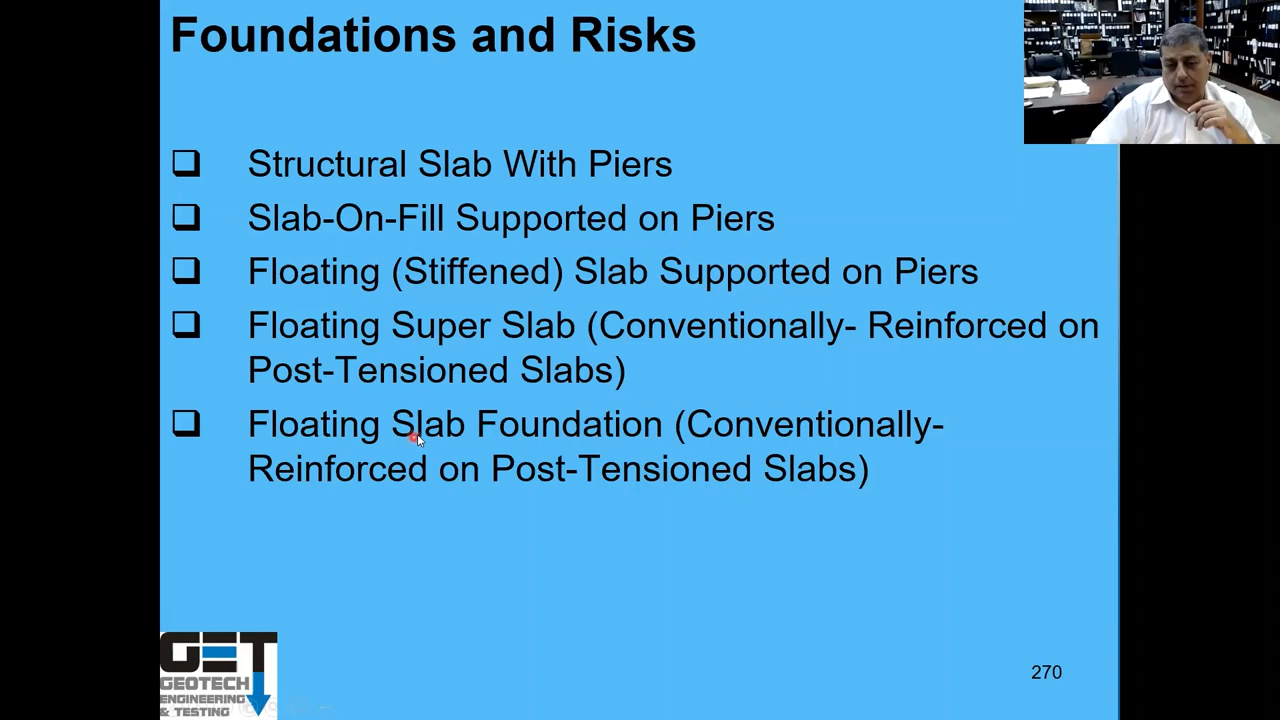 Foundations and Risks
❑ Structural Slab With Piers
❑ Slab-On-Fill Supported on Piers
❑ Floating (Stiffened) Slab Supported on Piers
❑ Floating Super Slab (Conventionally- Reinforced on
Post-Tensioned Slabs)
❑ Floating Slab Foundation (Conventionally-
Reinforced on Post-Tensioned Slabs)
GET
GEOTECH
ENGINEERING
& TESTING
270